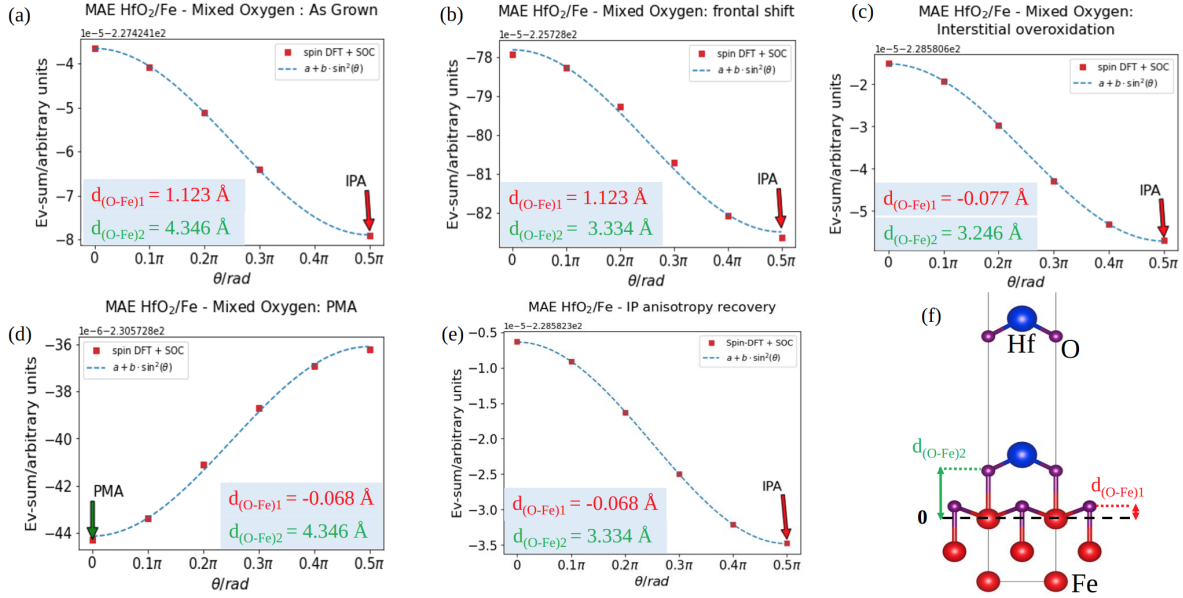 (a)
MAE HfO₂/Fe - Mixed Oxygen : As Grown
1e-5-2.274241e2
Ev-sum/arbitrary units
−4
−5
−6
−7
−8
spin DFT + SOC
a + b · sin²(θ)
IPA
d(O-Fe)1 = 1.123 Å
d(O-Fe)2 = 4.346 Å
0 0.1π 0.2π 0.3π 0.4π 0.5π
θ/rad
(b)
MAE HfO₂/Fe - Mixed Oxygen: frontal shift
1e-5-2.25728e2
Ev-sum/arbitrary units
−78
−79
−80
−81
−82
spin DFT + SOC
a + b · sin²(θ)
IPA
d(O-Fe)1 = 1.123 Å
d(O-Fe)2 = 3.334 Å
0 0.1π 0.2π 0.3π 0.4π 0.5π
θ/rad
(c)
MAE HfO₂/Fe - Mixed Oxygen:
Interstitial overoxidation
1e-5-2.285806e2
Ev-sum/arbitrary units
−1
−2
−3
−4
−5
spin DFT + SOC
a + b · sin²(θ)
IPA
d(O-Fe)1 = -0.077 Å
d(O-Fe)2 = 3.246 Å
0 0.1π 0.2π 0.3π 0.4π 0.5π
θ/rad
(d)
MAE HfO₂/Fe - Mixed Oxygen: PMA
1e-6-2.305728e2
Ev-sum/arbitrary units
−36
−38
−40
−42
−44
spin DFT + SOC
a + b · sin²(θ)
PMA
d(O-Fe)1 = -0.068 Å
d(O-Fe)2 = 4.346 Å
0 0.1π 0.2π 0.3π 0.4π 0.5π
θ/rad
(e)
MAE HfO₂/Fe - IP anisotropy recovery
1e-5-2.285823e2
Ev-sum/arbitrary units
−0.5
−1.0
−1.5
−2.0
−2.5
−3.0
−3.5
Spin-DFT + SOC
a + b · sin²(θ)
IPA
d(O-Fe)1 = -0.068 Å
d(O-Fe)2 = 3.334 Å
0 0.1π 0.2π 0.3π 0.4π 0.5π
θ/rad
(f)
Hf
O
d(O-Fe)2
d(O-Fe)1
0
Fe